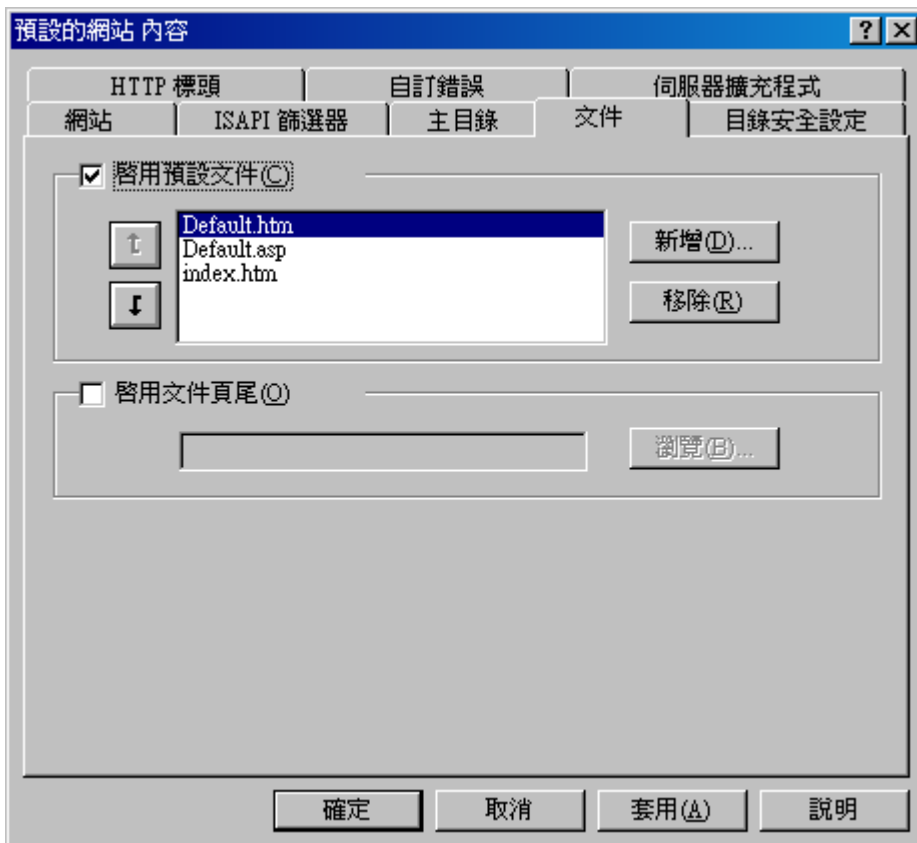 預設的網站 內容
HTTP 標頭 自訂錯誤 伺服器擴充程式
網站 ISAPI 篩選器 主目錄 文件 目錄安全設定
啓用預設文件(C)
Default.htm
Default.asp
index.htm
新增(D)...
移除(R)
啓用文件頁尾(O)
瀏覽(B)...
確定 取消 套用(A) 說明